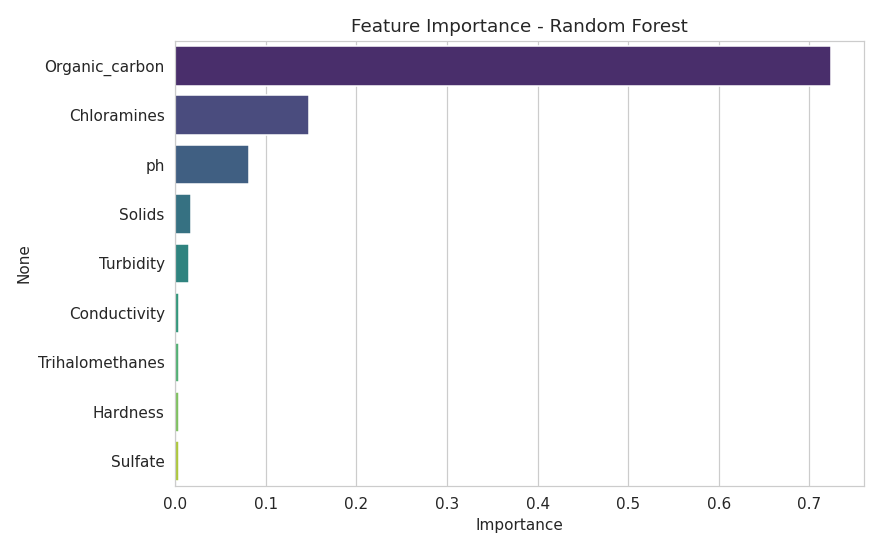 Feature Importance - Random Forest
None
Organic_carbon
Chloramines
ph
Solids
Turbidity
Conductivity
Trihalomethanes
Hardness
Sulfate
0.0 0.1 0.2 0.3 0.4 0.5 0.6 0.7
Importance